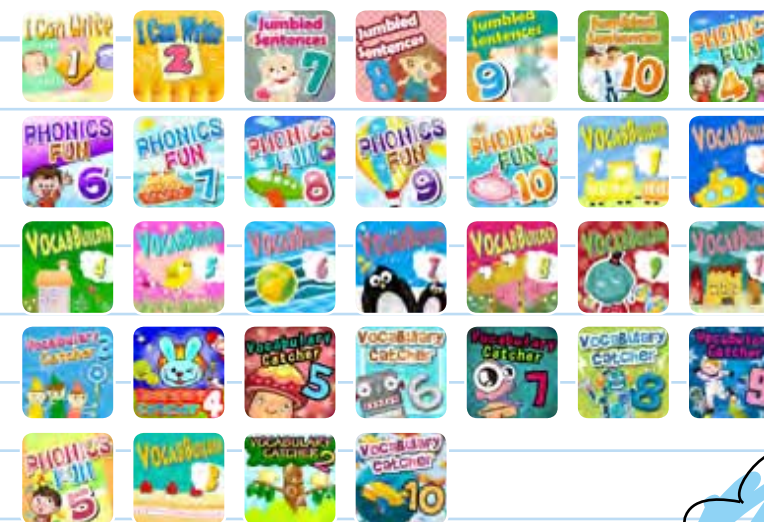 I Can Write
1
I Can Write
2
Jumbled
Sentences
7
Jumbled
Sentences
8
Jumbled
Sentences
9
Jumbled
Sentences
10
PHONICS
FUN
4
PHONICS
FUN
6
PHONICS
FUN
7
PHONICS
FUN
8
PHONICS
FUN
9
PHONICS
FUN
10
VOCABBUILDER
1
VOCABBUILDER
VOCABBUILDER
4
VOCABBUILDER
5
VOCABBUILDER
6
VOCABBUILDER
7
VOCABBUILDER
8
VOCABBUILDER
9
VOCABBUILDER
Vocabulary
Catcher
3
Catcher
4
Vocabulary
Catcher
5
Vocabulary
Catcher
6
Vocabulary
Catcher
7
Vocabulary
Catcher
8
Vocabulary
Catcher
9
PHONICS
FUN
5
VOCABBUILDER
3
VOCABULARY
CATCHER
2
Vocabulary
Catcher
10